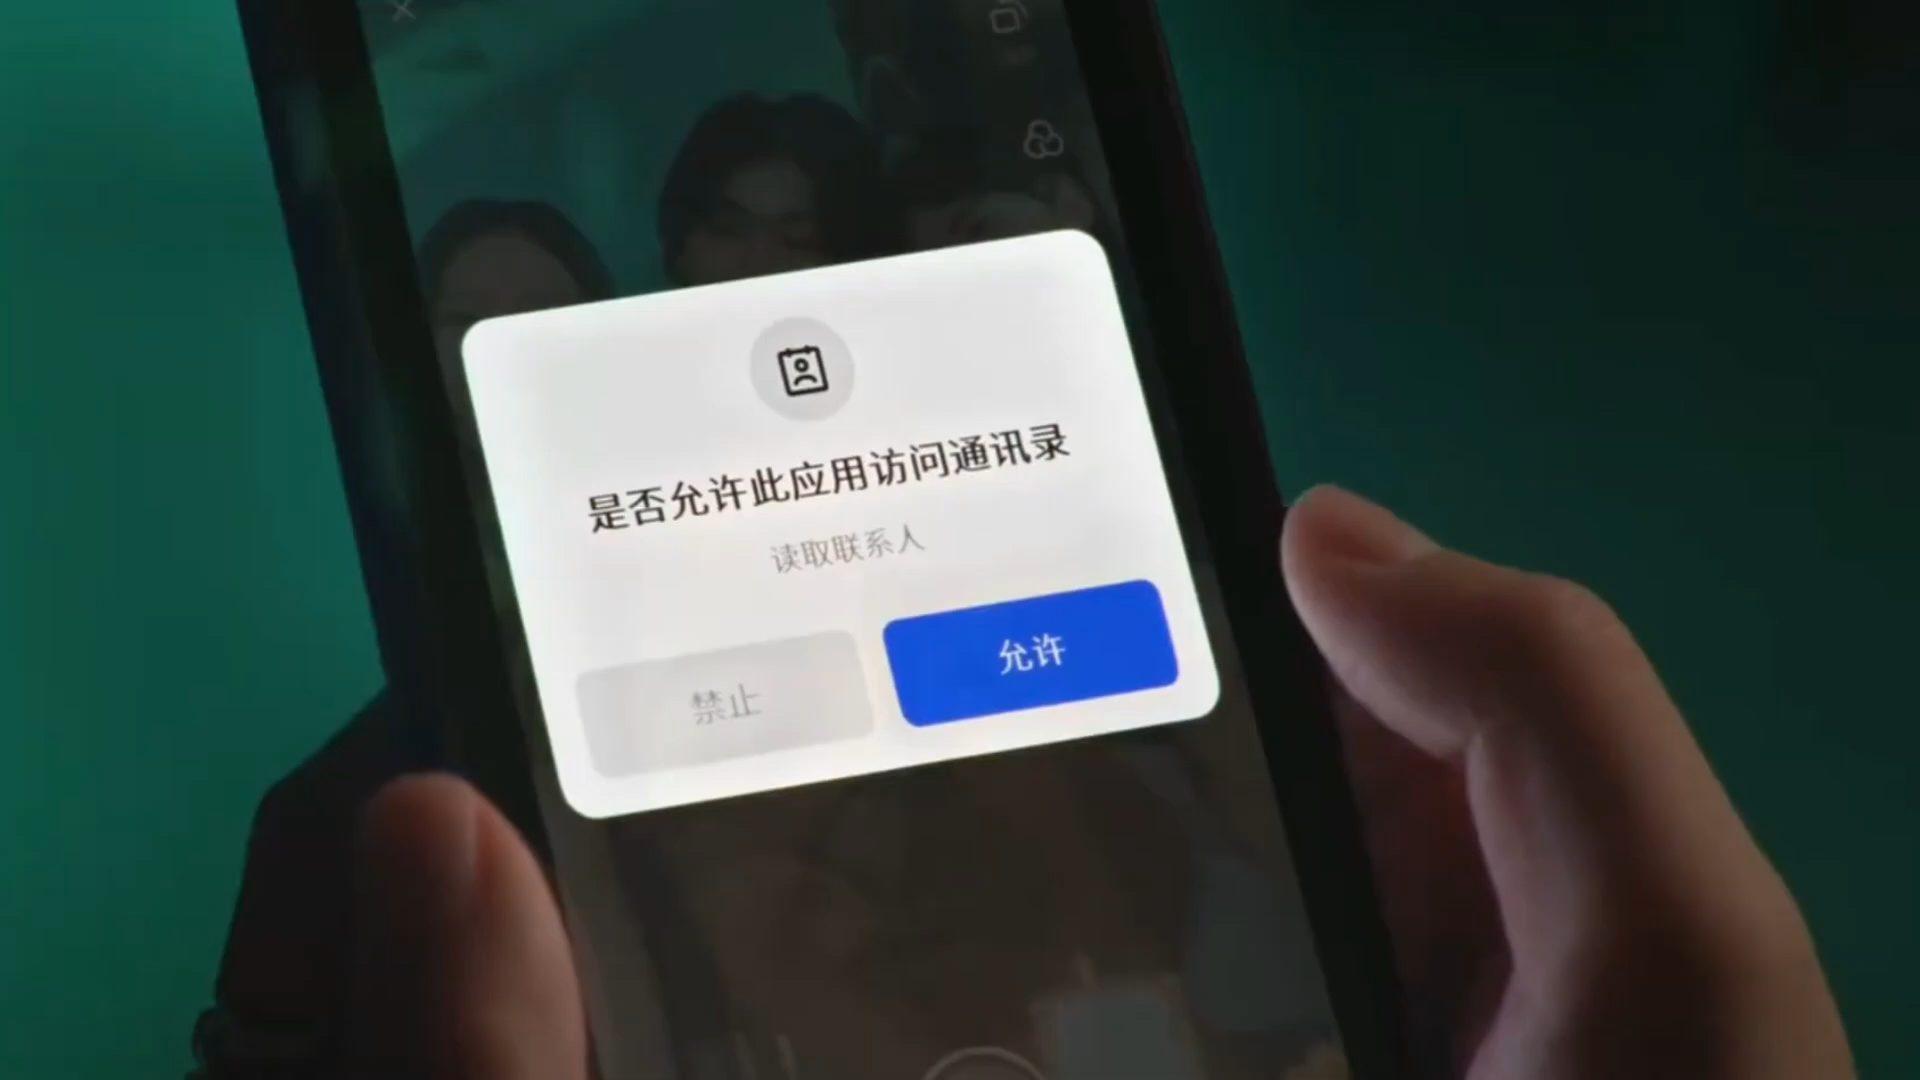 是否允许此应用访问通讯录
读取联系人
禁止
允许